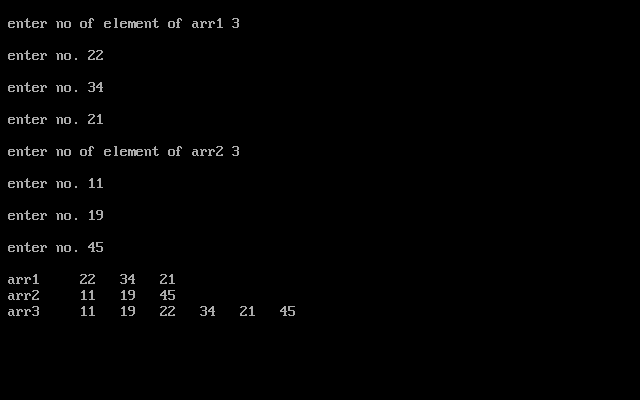 enter no of element of arr1 3
enter no. 22
enter no. 34
enter no. 21
enter no of element of arr2 3
enter no. 11
enter no. 19
enter no. 45
arr1 22 34 21
arr2 11 19 45
arr3 11 19 22 34 21 45